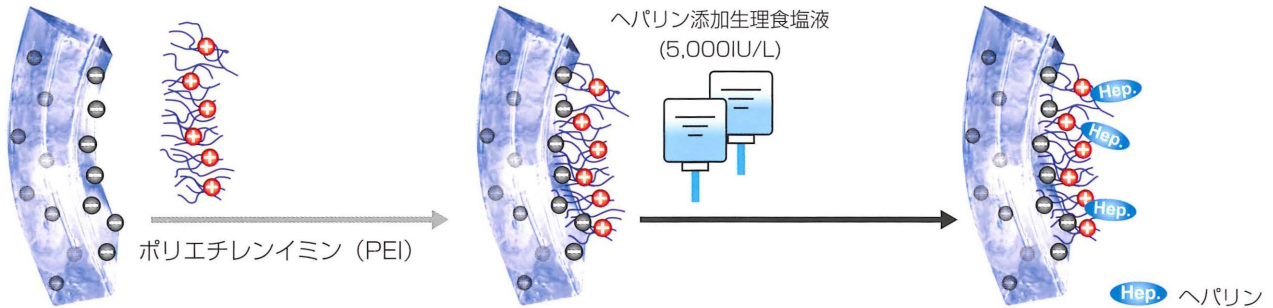 ヘパリン添加生理食塩液
(5,000IU/L)
Hep.
Hep.
Hep.
ポリエチレンイミン（PEI）
Hep. ヘパリン